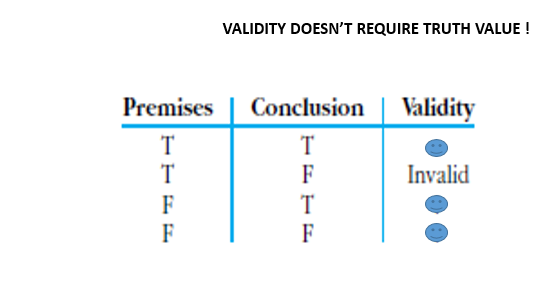 VALIDITY DOESN’T REQUIRE TRUTH VALUE !
Premises Conclusion Validity
T T
T F Invalid
F T
F F